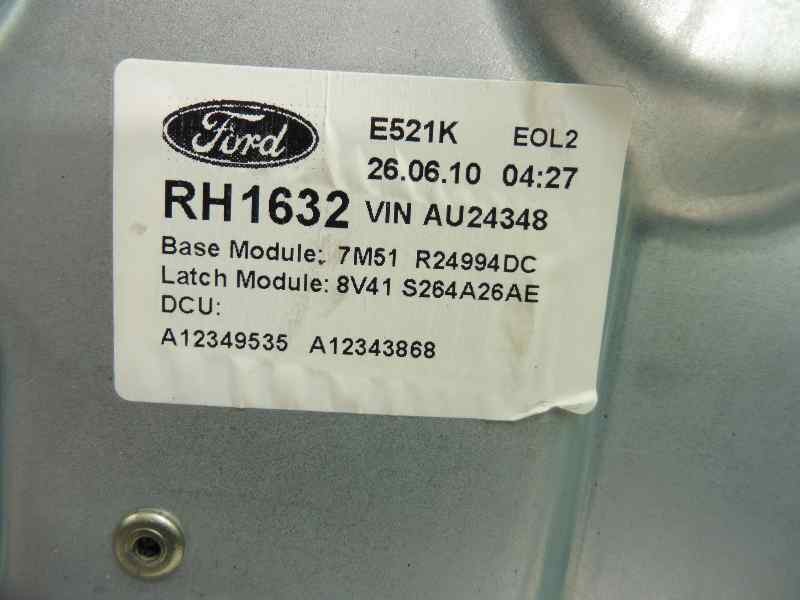 Ford E521K EOL2
26.06.10 04:27
RH1632 VIN AU24348
Base Module: 7M51 R24994DC
Latch Module: 8V41 S264A26AE
DCU:
A12349535 A12343868